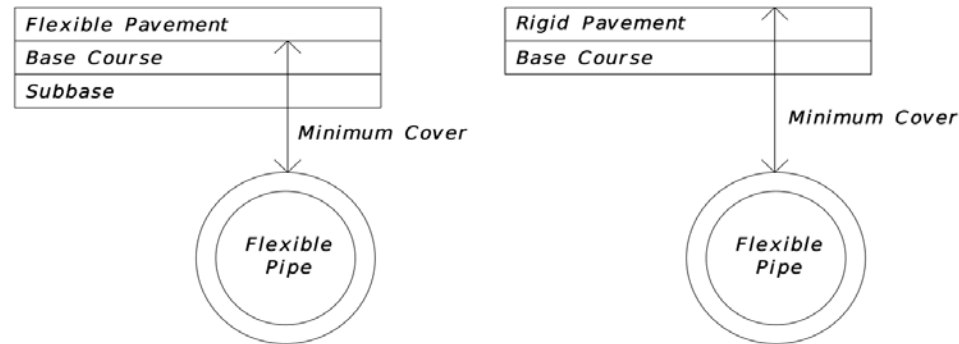 Flexible Pavement
Base Course
Subbase
Minimum Cover
Flexible
Pipe
Rigid Pavement
Base Course
Minimum Cover
Flexible
Pipe